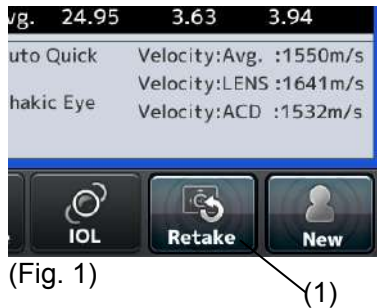 vg. 24.95 3.63 3.94
uto Quick Velocity:Avg. :1550m/s
Velocity:LENS :1641m/s
hakic Eye Velocity:ACD :1532m/s
IOL Retake New
(Fig. 1) (1)